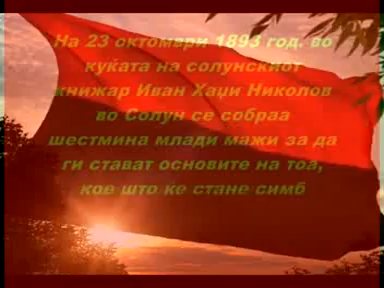 На 23 октомври 1893 год. во
куќата на солунскиот
книжар Иван Хаџи Николов
во Солун се собраа
шестмина млади мажи за да
ги стават основите на тоа,
кое што ќе стане симб